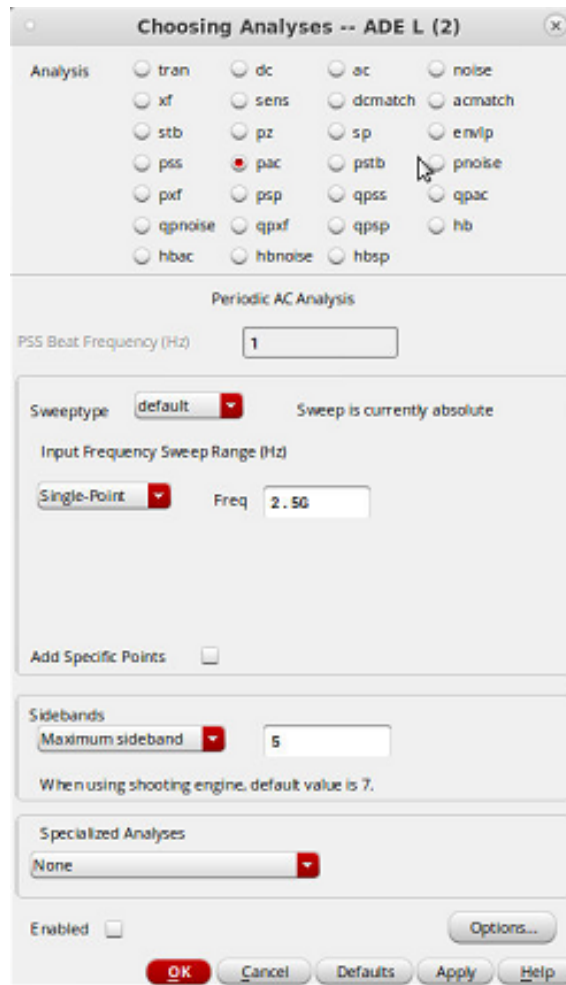 Choosing Analyses -- ADE L (2)
Analysis tran dc ac noise
xf sens dcmatch acmatch
stb pz sp envlp
pss pac pstb pnoise
pxf psp qpss qpac
qpnoise qpxf qpsp hb
hbac hbnoise hbsp
Periodic AC Analysis
PSS Beat Frequency (Hz) 1
Sweeptype default Sweep is currently absolute
Input Frequency Sweep Range (Hz)
Single-Point Freq 2.5G
Add Specific Points
Sidebands
Maximum sideband 5
When using shooting engine, default value is 7.
Specialized Analyses
None
Enabled Options...
OK Cancel Defaults Apply Help